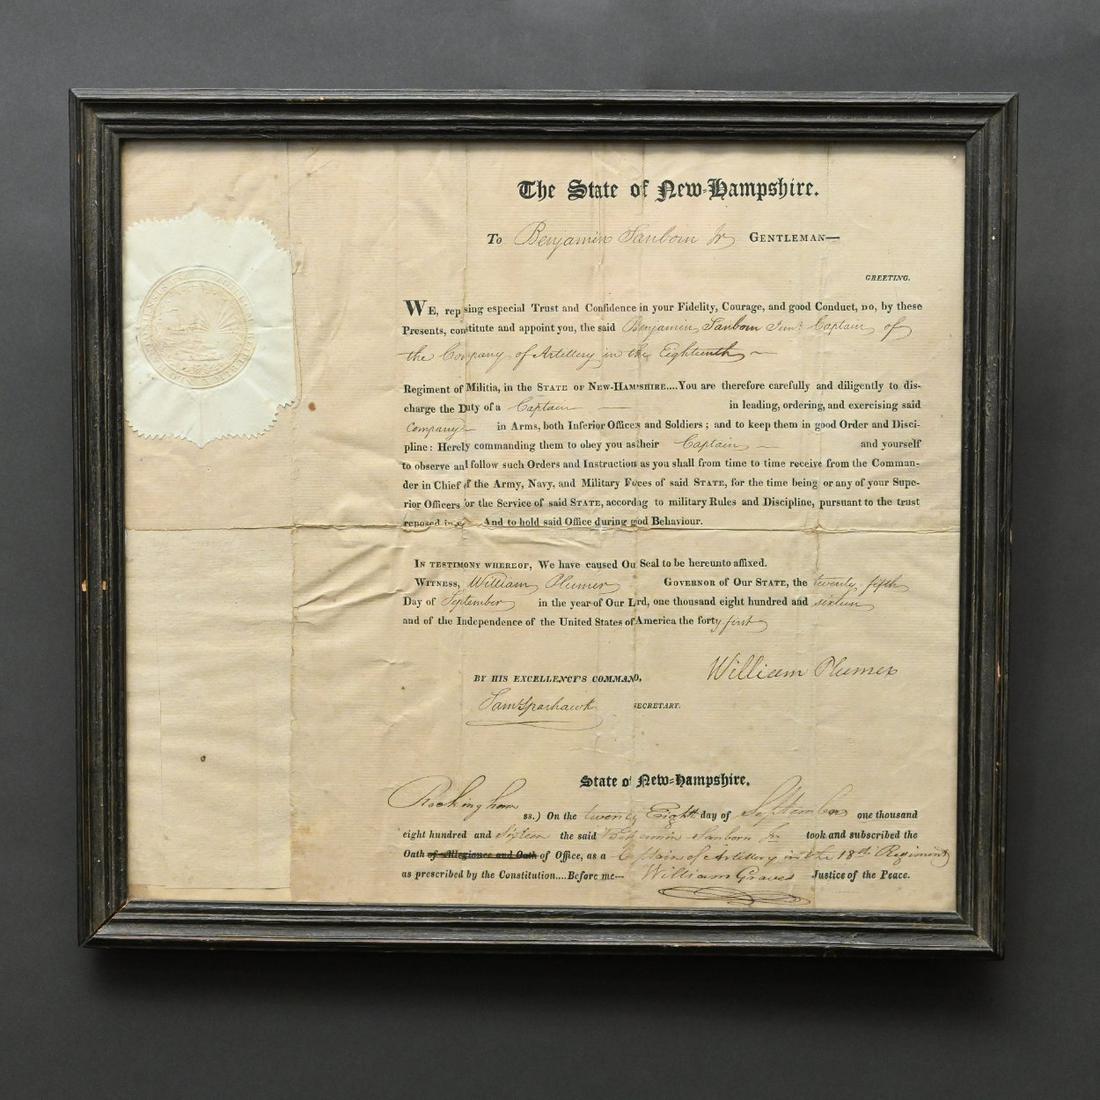 The State of New-Hampshire.
To Benjamin Sanborn Jr GENTLEMAN—
GREETING.
WE, rep sing especial Trust and Confidence in your Fidelity, Courage, and good Conduct, DO, by these
Presents, constitute and appoint you, the said Benjamin Sanborn Junr Captain of
the Company of Artillery in the Eighteenth
Regiment of Militia, in the STATE OF NEW-HAMPSHIRE....You are therefore carefully and diligently to dis-
charge the Duty of a Captain in leading, ordering, and exercising said
Company in Arms, both Inferior Officers and Soldiers; and to keep them in good Order and Disci-
pline: Hereby commanding them to obey you as their Captain and yourself
to observe and follow such Orders and Instruction as you shall from time to time receive from the Comman-
der in Chief of the Army, Navy, and Military Foces of said STATE, for the time being or any of your Supe-
rior Officers for the Service of said STATE, accordig to military Rules and Discipline, pursuant to the trust
reposed in And to hold said Office during god Behaviour.
IN TESTIMONY WHEREOF, We have caused Ou Seal to be hereunto affixed.
WITNESS, William Plumer GOVERNOR OF OUR STATE, the twenty fifth
Day of September in the year of Our Lrd, one thousand eight hundred and sixteen
and of the Independence of the United States of America the forty first
William Plumer
BY HIS EXCELLENCY'S COMMAND,
Saml Sparhawk SECRETARY.
State of New-Hampshire.
Rockingham ss.) On the twenty Eighth day of September one thousand
eight hundred and Sixteen the said Benjamin Sanborn Jr took and subscribed the
Oath of Allegiance and Oath of Office, as a Captain of Artillery in the 18th Regiment
as prescribed by the Constitution....Before me— William Graves Justice of the Peace.